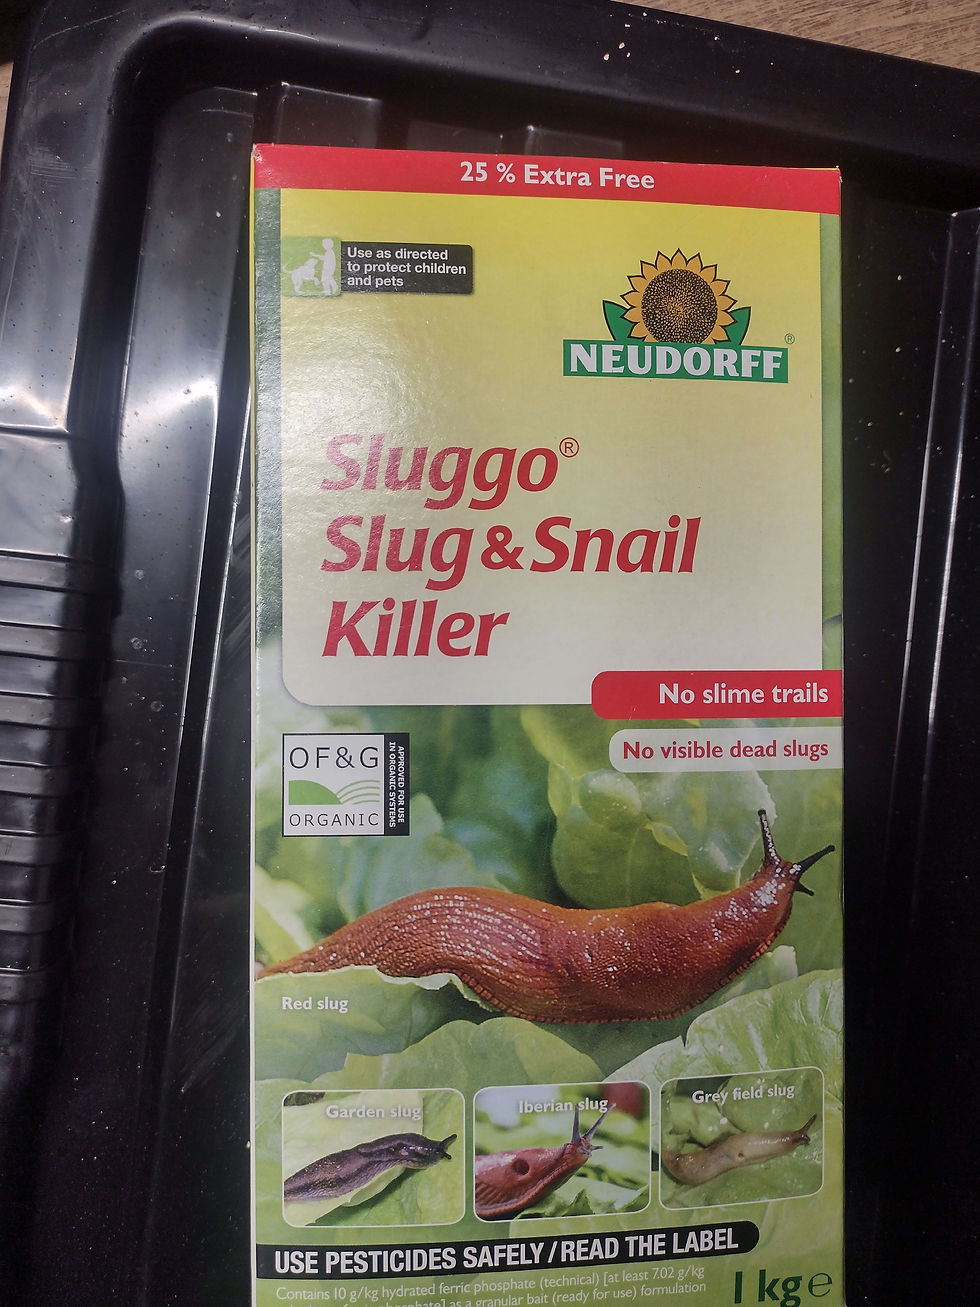 25 % Extra Free
Use as directed
to protect children
and pets
NEUDORFF®
Sluggo®
Slug & Snail
Killer
No slime trails
No visible dead slugs
OF&G
ORGANIC
APPROVED FOR USE
IN ORGANIC SYSTEMS
Red slug
Garden slug
Iberian slug
Grey field slug
USE PESTICIDES SAFELY/READ THE LABEL
Contains 10 g/kg hydrated ferric phosphate (technical) [at least 7.02 g/kg
phosphate] as a granular bait (ready for use) formulation
1 kg e